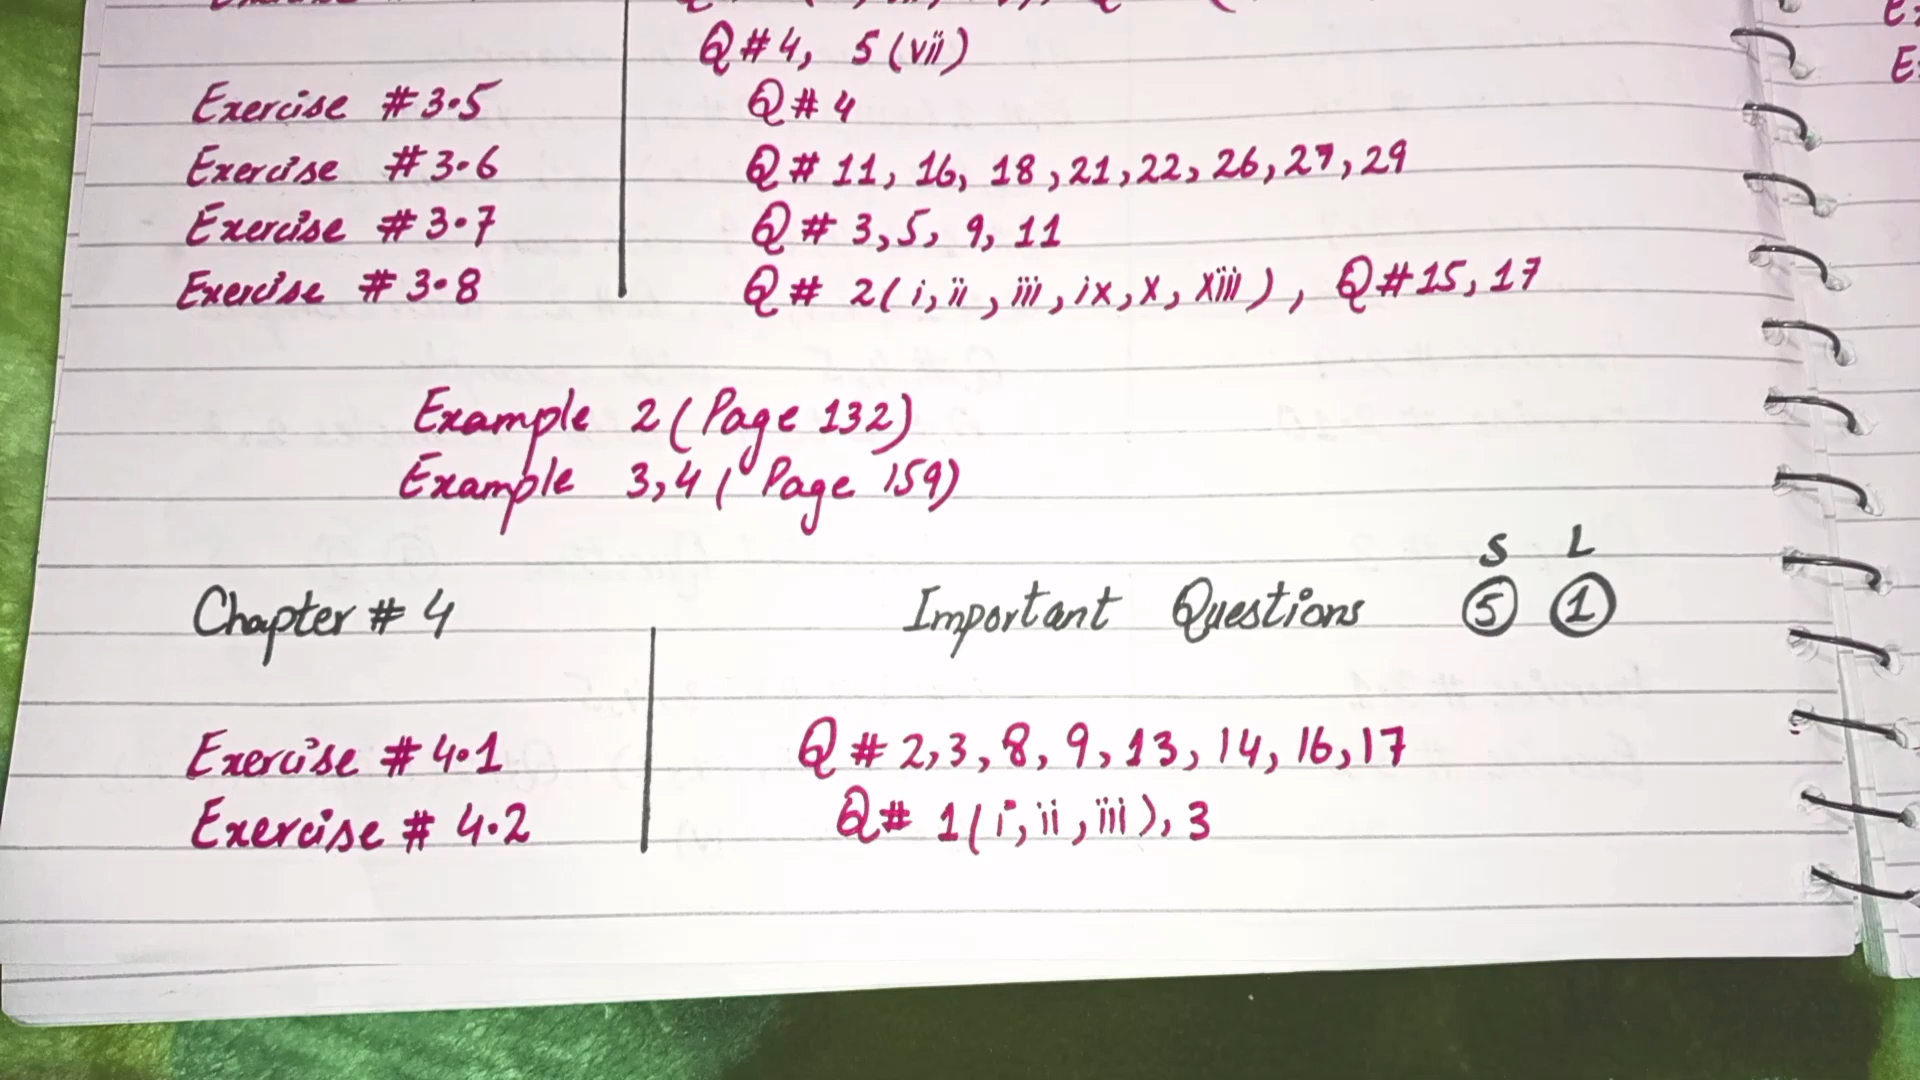 Q # 4, 5 (vii)
Exercise # 3.5 Q # 4
Exercise # 3.6 Q # 11, 16, 18, 21, 22, 26, 27, 29
Exercise # 3.7 Q # 3, 5, 9, 11
Exercise # 3.8 Q # 2 ( i, ii, iii, ix, x, xiii ), Q # 15, 17
Example 2 ( Page 132 )
Example 3, 4 ( Page 159 )
S L
Chapter # 4 Important Questions 5 1
Exercise # 4.1 Q # 2, 3, 8, 9, 13, 14, 16, 17
Exercise # 4.2 Q # 1 ( i, ii, iii ), 3